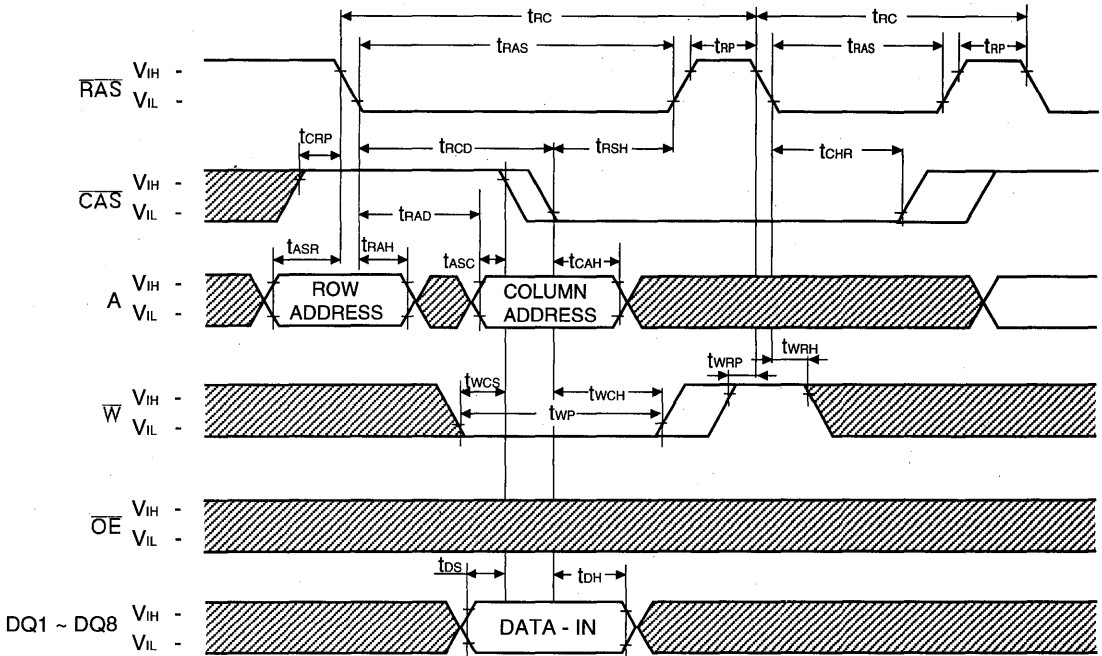 tRC tRC
tRAS tRP tRAS tRP
RAS VIH -
VIL -
tCRP tRCD tRSH tCHR
CAS VIH -
VIL -
tRAD
tASR tRAH tASC tCAH
A VIH -
VIL -
ROW ADDRESS
COLUMN ADDRESS
tWRP tWRH
tWCS tWCH
W VIH -
VIL -
tWP
OE VIH -
VIL -
tDS tDH
DQ1 ~ DQ8 VIH -
VIL -
DATA - IN